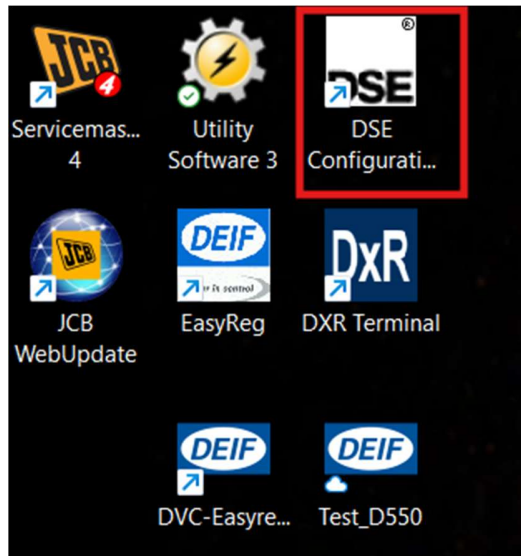 JCB
4
®
DSE
Servicemas...
4
Utility
Software 3
DSE
Configurati...
JCB
DEIF
DxR
JCB
WebUpdate
EasyReg
DXR Terminal
DEIF
DEIF
DVC-Easyre...
Test_D550